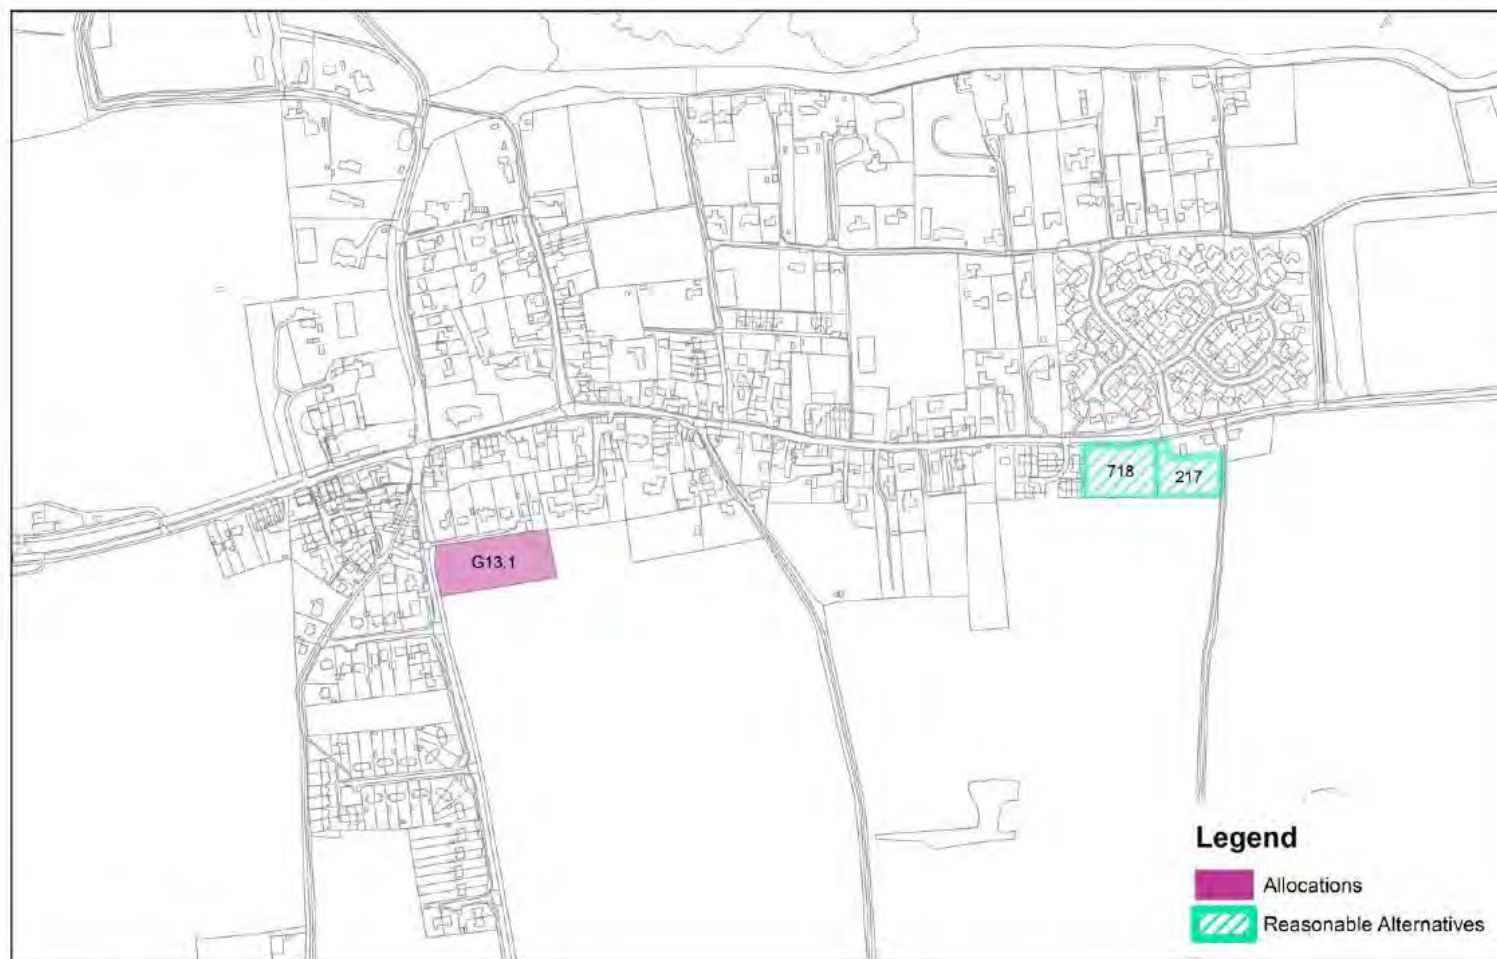 718
217
G13.1
Legend
Allocations
Reasonable Alternatives